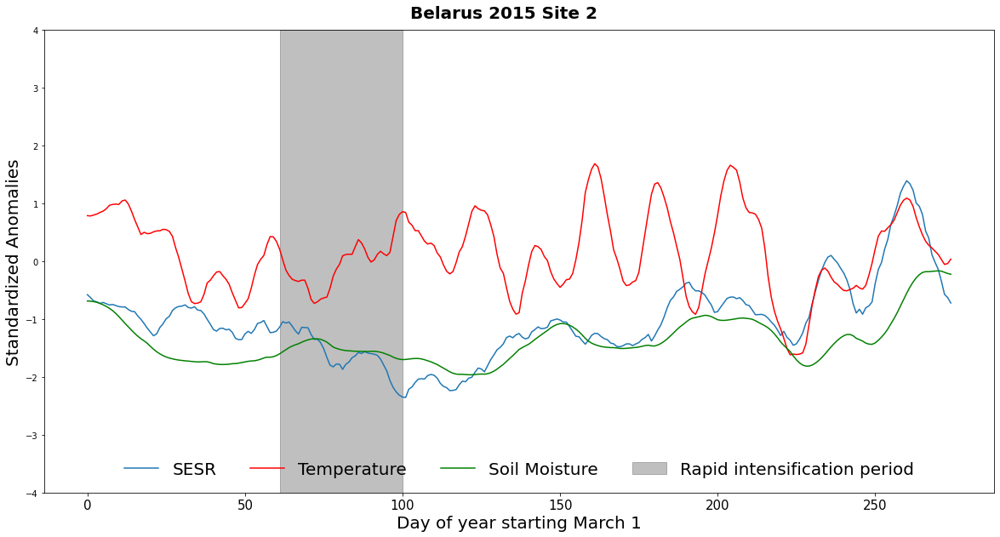 Belarus 2015 Site 2
Standardized Anomalies
4
3
2
1
0
−1
−2
−3
−4
SESR Temperature Soil Moisture Rapid intensification period
0 50 100 150 200 250
Day of year starting March 1